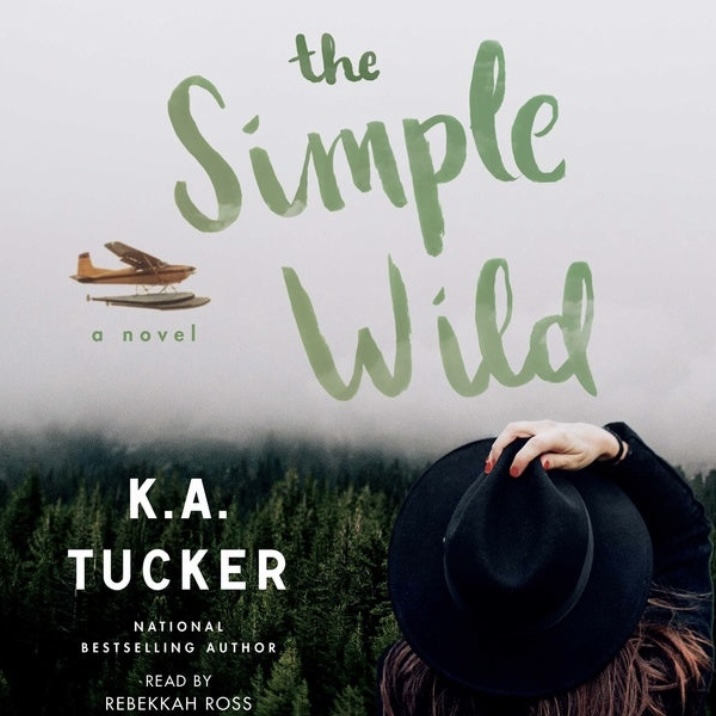 the
Simple
Wild
a novel
K.A.
TUCKER
NATIONAL
BESTSELLING AUTHOR
READ BY
REBEKKAH ROSS